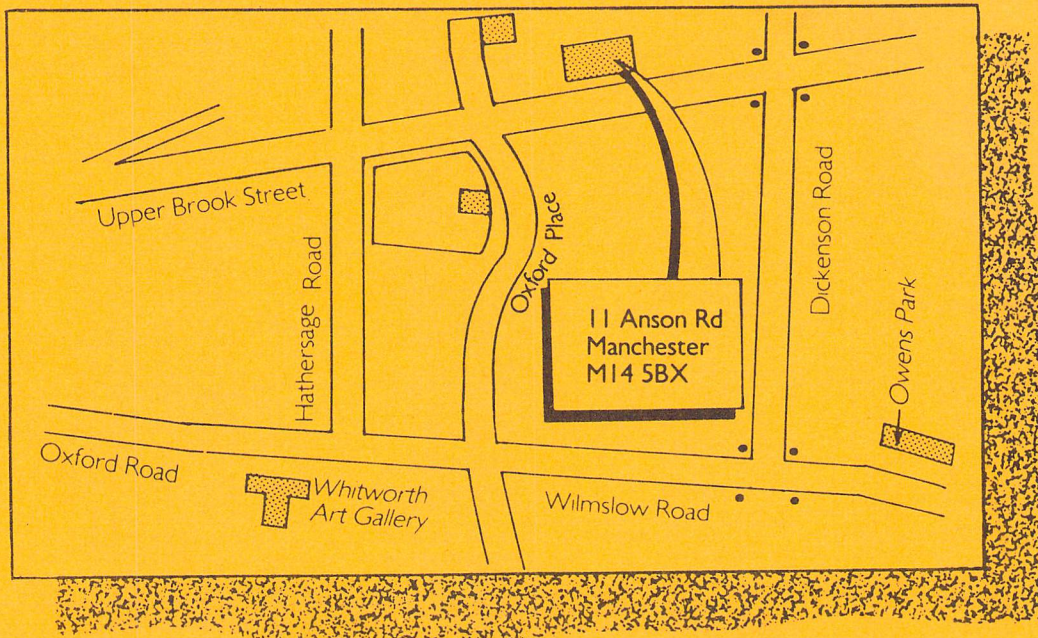 Upper Brook Street
Hathersage Road
Oxford Place
Dickenson Road
11 Anson Rd
Manchester
M14 5BX
Owens Park
Oxford Road
Whitworth
Art Gallery
Wilmslow Road